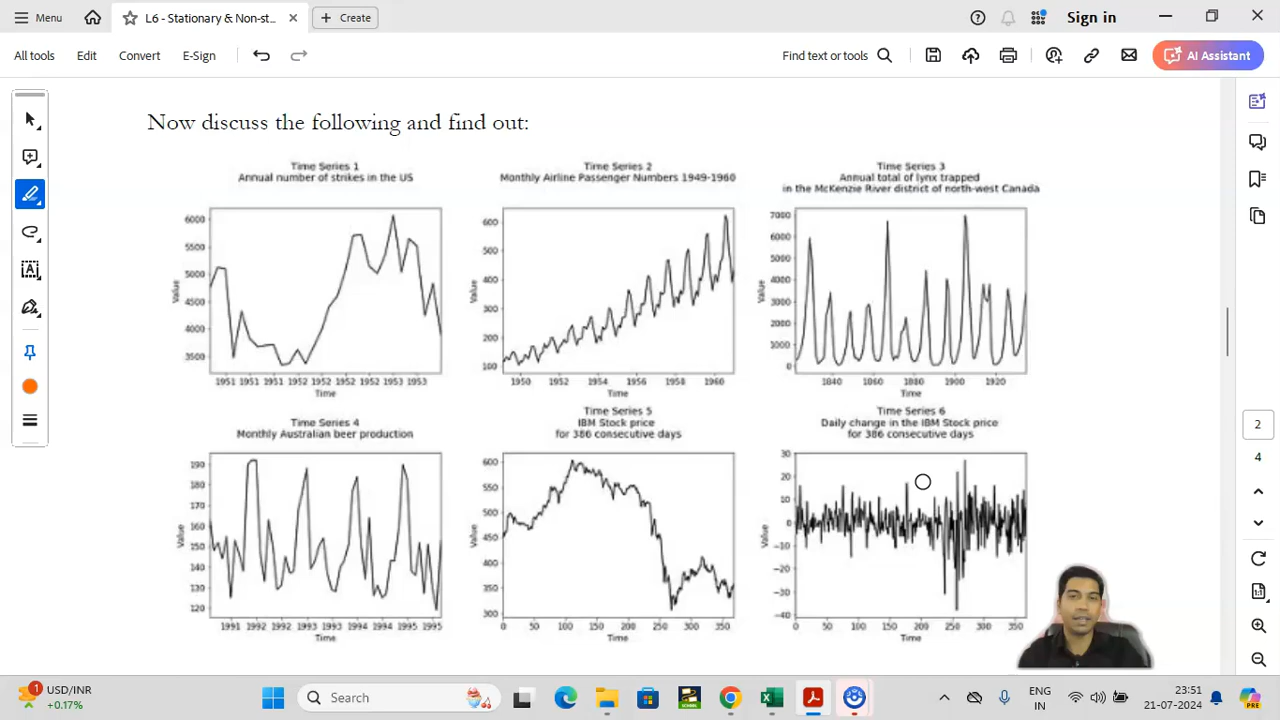 Menu
L6 - Stationary & Non-st...
Create
Sign in
All tools
Edit
Convert
E-Sign
Find text or tools
AI Assistant
Now discuss the following and find out:
Time Series 1
Annual number of strikes in the US
6000
5500
5000
4500
4000
3500
Value
1951 1951 1951 1952 1952 1952 1952 1953 1953
Time
Time Series 2
Monthly Airline Passenger Numbers 1949-1960
600
500
400
300
200
100
Value
1950 1952 1954 1956 1958 1960
Time
Time Series 3
Annual total of lynx trapped
in the McKenzie River district of north-west Canada
7000
6000
5000
4000
3000
2000
1000
0
Value
1840 1860 1880 1900 1920
Time
Time Series 4
Monthly Australian beer production
190
180
170
160
150
140
130
120
Value
1991 1992 1992 1993 1993 1994 1994 1995 1995
Time
Time Series 5
IBM Stock price
for 386 consecutive days
600
550
500
450
400
350
300
Value
0 50 100 150 200 250 300 350
Time
Time Series 6
Daily change in the IBM Stock price
for 386 consecutive days
30
20
10
0
-10
-20
-30
-40
Value
0 50 100 150 200 250 300 350
Time
2
4
1
USD/INR
+0.17%
Search
ENG
IN
23:51
21-07-2024
PRE